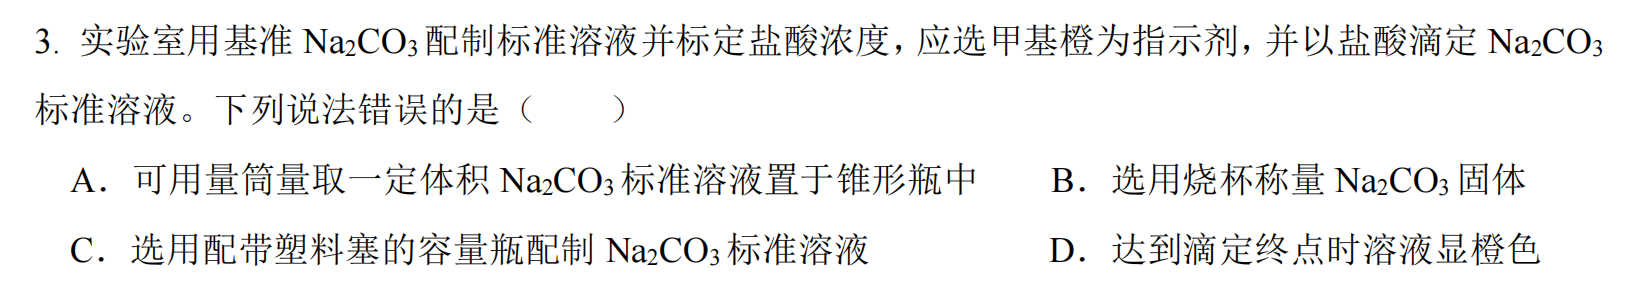 3. 实验室用基准 Na₂CO₃ 配制标准溶液并标定盐酸浓度，应选甲基橙为指示剂，并以盐酸滴定 Na₂CO₃
标准溶液。下列说法错误的是（　　）
A．可用量筒量取一定体积 Na₂CO₃ 标准溶液置于锥形瓶中　　B．选用烧杯称量 Na₂CO₃ 固体
C．选用配带塑料塞的容量瓶配制 Na₂CO₃ 标准溶液　　D．达到滴定终点时溶液显橙色